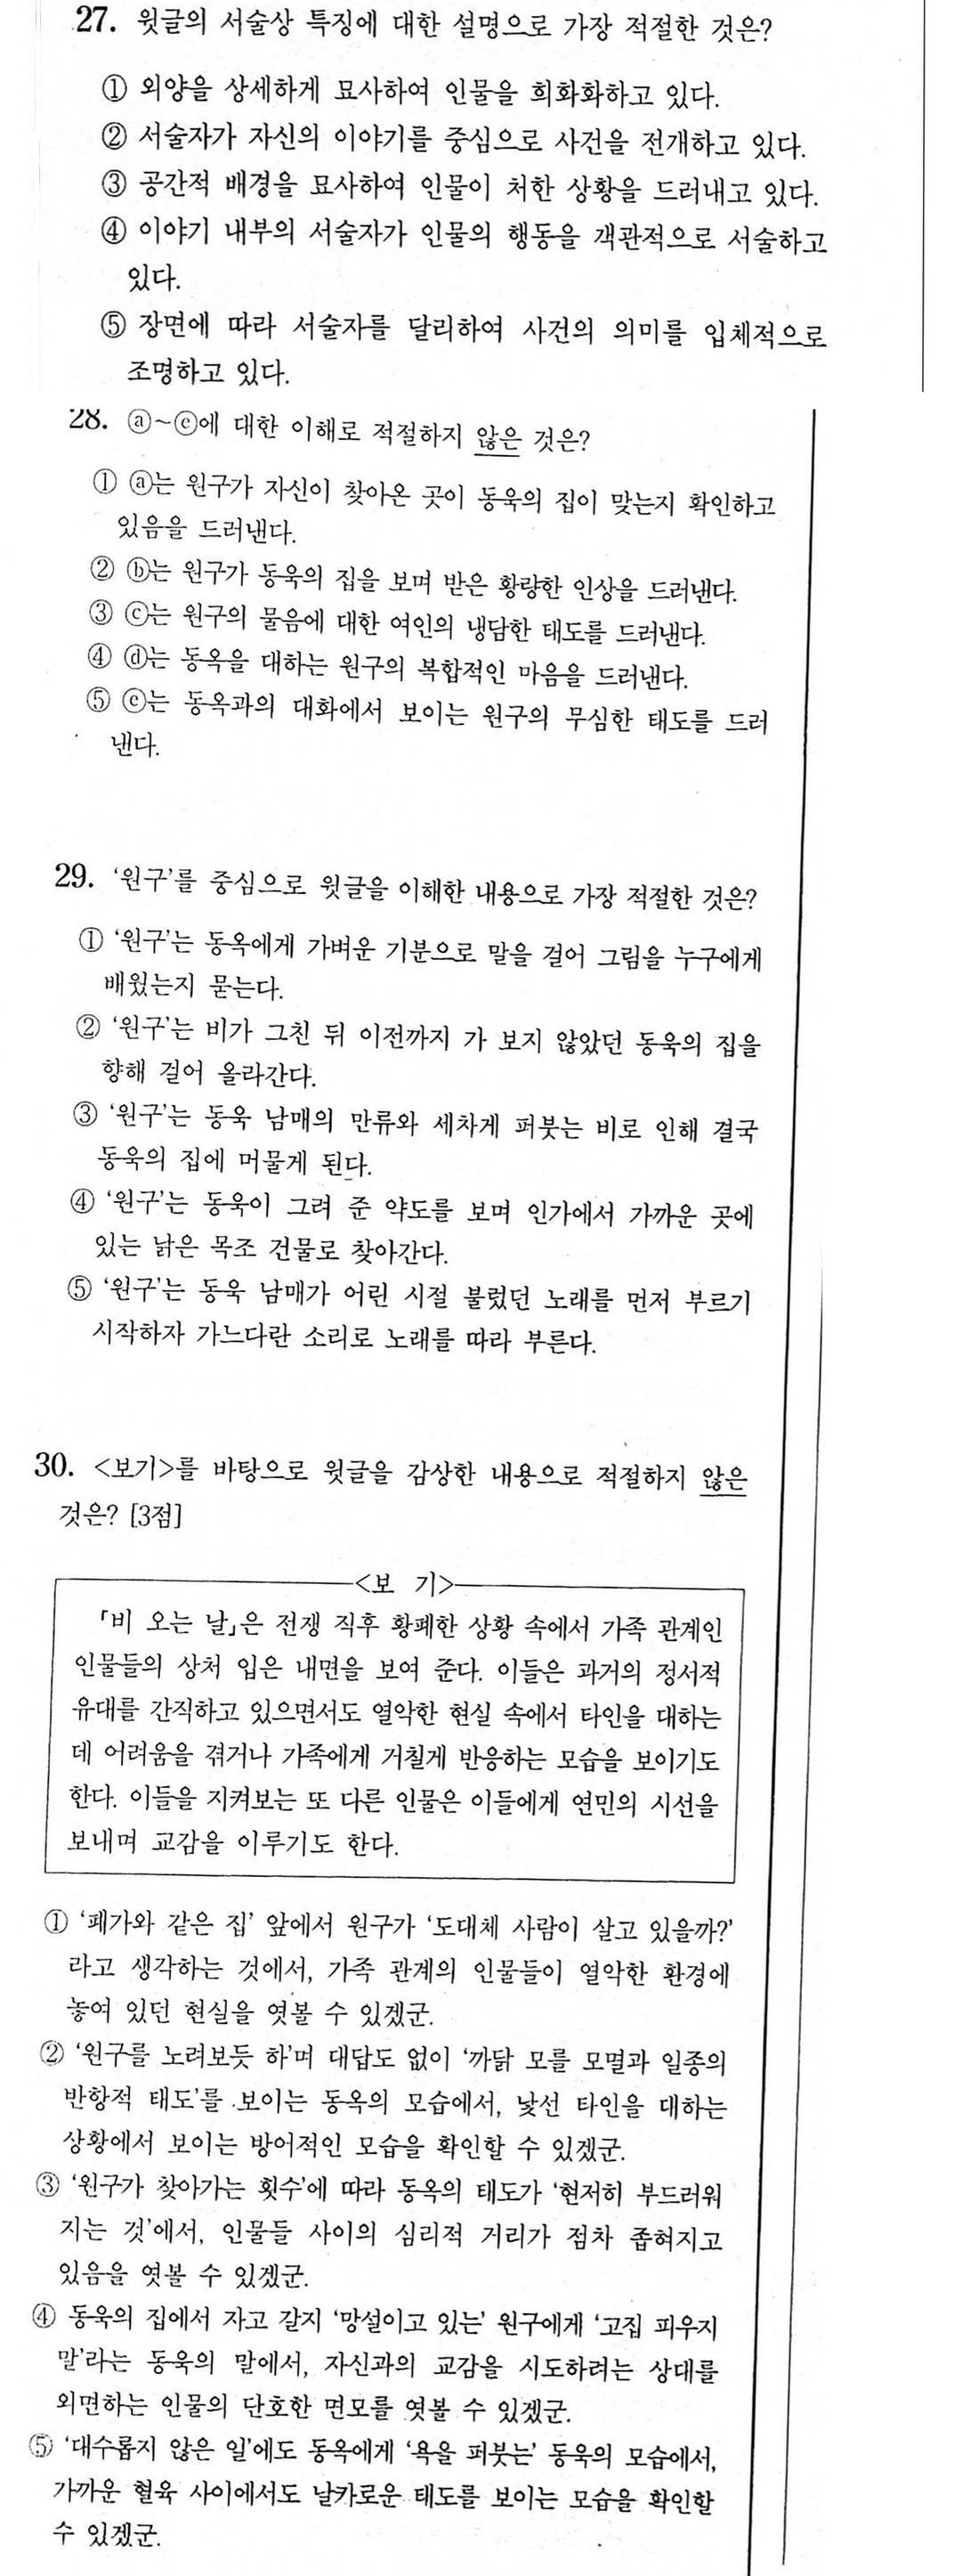 27. 윗글의 서술상 특징에 대한 설명으로 가장 적절한 것은?
① 외양을 상세하게 묘사하여 인물을 희화화하고 있다.
② 서술자가 자신의 이야기를 중심으로 사건을 전개하고 있다.
③ 공간적 배경을 묘사하여 인물이 처한 상황을 드러내고 있다.
④ 이야기 내부의 서술자가 인물의 행동을 객관적으로 서술하고
있다.
⑤ 장면에 따라 서술자를 달리하여 사건의 의미를 입체적으로
조명하고 있다.
28. ⓐ~ⓔ에 대한 이해로 적절하지 않은 것은?
① ⓐ는 원구가 자신이 찾아온 곳이 동욱의 집이 맞는지 확인하고
있음을 드러낸다.
② ⓑ는 원구가 동욱의 집을 보며 받은 황량한 인상을 드러낸다.
③ ⓒ는 원구의 물음에 대한 여인의 냉담한 태도를 드러낸다.
④ ⓓ는 동옥을 대하는 원구의 복합적인 마음을 드러낸다.
⑤ ⓔ는 동옥과의 대화에서 보이는 원구의 무심한 태도를 드러
낸다.
29. ‘원구’를 중심으로 윗글을 이해한 내용으로 가장 적절한 것은?
① ‘원구’는 동옥에게 가벼운 기분으로 말을 걸어 그림을 누구에게
배웠는지 묻는다.
② ‘원구’는 비가 그친 뒤 이전까지 가 보지 않았던 동욱의 집을
향해 걸어 올라간다.
③ ‘원구’는 동욱 남매의 만류와 세차게 퍼붓는 비로 인해 결국
동욱의 집에 머물게 된다.
④ ‘원구’는 동욱이 그려 준 약도를 보며 인가에서 가까운 곳에
있는 낡은 목조 건물로 찾아간다.
⑤ ‘원구’는 동욱 남매가 어린 시절 불렀던 노래를 먼저 부르기
시작하자 가느다란 소리로 노래를 따라 부른다.
30. <보기>를 바탕으로 윗글을 감상한 내용으로 적절하지 않은
것은? [3점]
<보 기>
「비 오는 날」은 전쟁 직후 황폐한 상황 속에서 가족 관계인
인물들의 상처 입은 내면을 보여 준다. 이들은 과거의 정서적
유대를 간직하고 있으면서도 열악한 현실 속에서 타인을 대하는
데 어려움을 겪거나 가족에게 거칠게 반응하는 모습을 보이기도
한다. 이들을 지켜보는 또 다른 인물은 이들에게 연민의 시선을
보내며 교감을 이루기도 한다.
① ‘폐가와 같은 집’ 앞에서 원구가 ‘도대체 사람이 살고 있을까?’
라고 생각하는 것에서, 가족 관계의 인물들이 열악한 환경에
놓여 있던 현실을 엿볼 수 있겠군.
② ‘원구를 노려보듯 하’며 대답도 없이 ‘까닭 모를 모멸과 일종의
반항적 태도’를 보이는 동옥의 모습에서, 낯선 타인을 대하는
상황에서 보이는 방어적인 모습을 확인할 수 있겠군.
③ ‘원구가 찾아가는 횟수’에 따라 동옥의 태도가 ‘현저히 부드러워
지는 것’에서, 인물들 사이의 심리적 거리가 점차 좁혀지고
있음을 엿볼 수 있겠군.
④ 동욱의 집에서 자고 갈지 ‘망설이고 있는’ 원구에게 ‘고집 피우지
말’라는 동욱의 말에서, 자신과의 교감을 시도하려는 상대를
외면하는 인물의 단호한 면모를 엿볼 수 있겠군.
⑤ ‘대수롭지 않은 일’에도 동옥에게 ‘욕을 퍼붓는’ 동욱의 모습에서,
가까운 혈육 사이에서도 날카로운 태도를 보이는 모습을 확인할
수 있겠군.